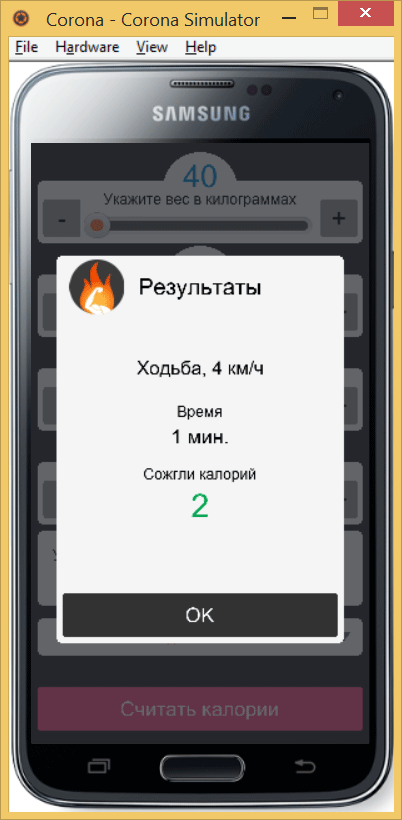 Corona - Corona Simulator
File Hardware View Help
SAMSUNG
40
Укажите вес в килограммах
- +
Результаты
Ходьба, 4 км/ч
Время
1 мин.
Сожгли калорий
2
OK
Считать калории